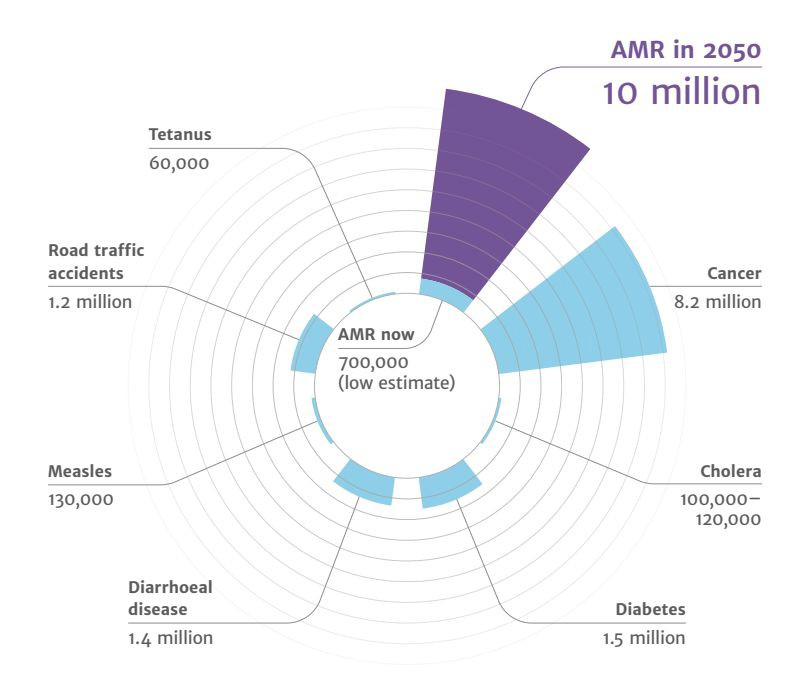 AMR in 2050
10 million
Tetanus
60,000
Road traffic
accidents
1.2 million
Cancer
8.2 million
AMR now
700,000
(low estimate)
Measles
130,000
Cholera
100,000–
120,000
Diarrhoeal
disease
1.4 million
Diabetes
1.5 million